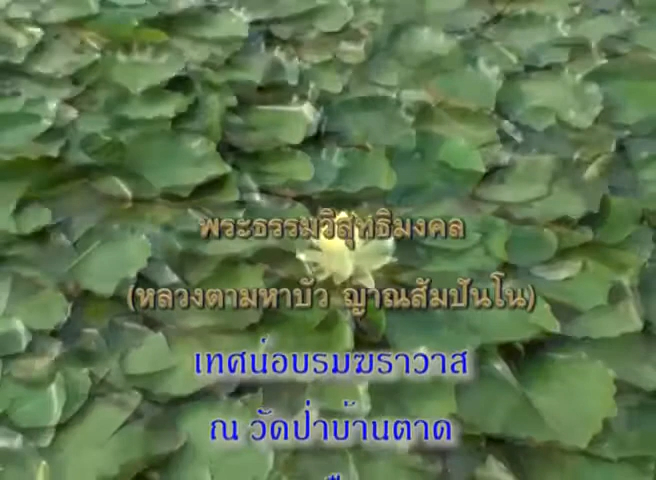 พระธรรมวิสุทธิมงคล
(หลวงตามหาบัว ญาณสัมปันโน)
เทศน์อบรมฆราวาส
ณ วัดป่าบ้านตาด